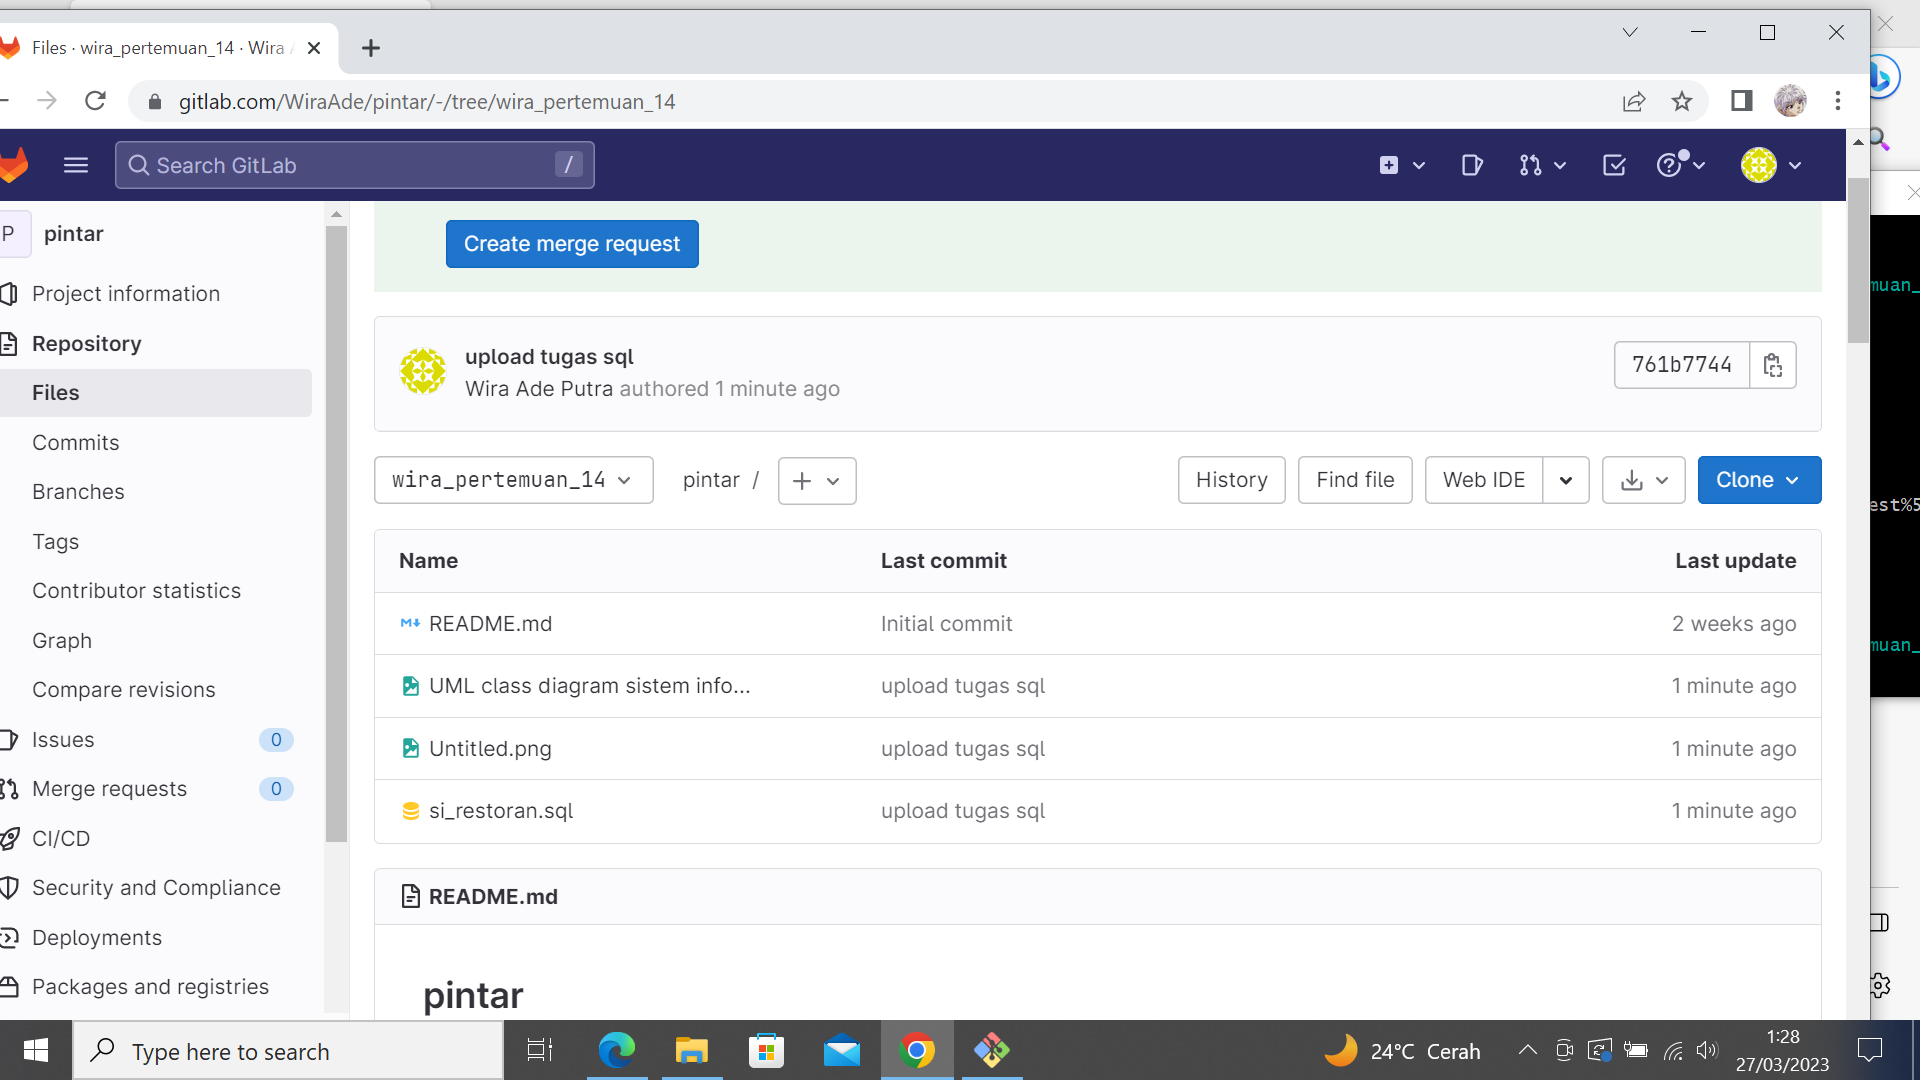 Files · wira_pertemuan_14 · Wira A
gitlab.com/WiraAde/pintar/-/tree/wira_pertemuan_14
Search GitLab
/
P
pintar
Project information
Repository
Files
Commits
Branches
Tags
Contributor statistics
Graph
Compare revisions
Issues
0
Merge requests
0
CI/CD
Security and Compliance
Deployments
Packages and registries
Create merge request
upload tugas sql
Wira Ade Putra authored 1 minute ago
761b7744
wira_pertemuan_14
pintar /
History
Find file
Web IDE
Clone
Name Last commit Last update
README.md Initial commit 2 weeks ago
UML class diagram sistem info... upload tugas sql 1 minute ago
Untitled.png upload tugas sql 1 minute ago
si_restoran.sql upload tugas sql 1 minute ago
README.md
pintar
muan_
est%5
muan_
Type here to search
24°C Cerah
1:28
27/03/2023